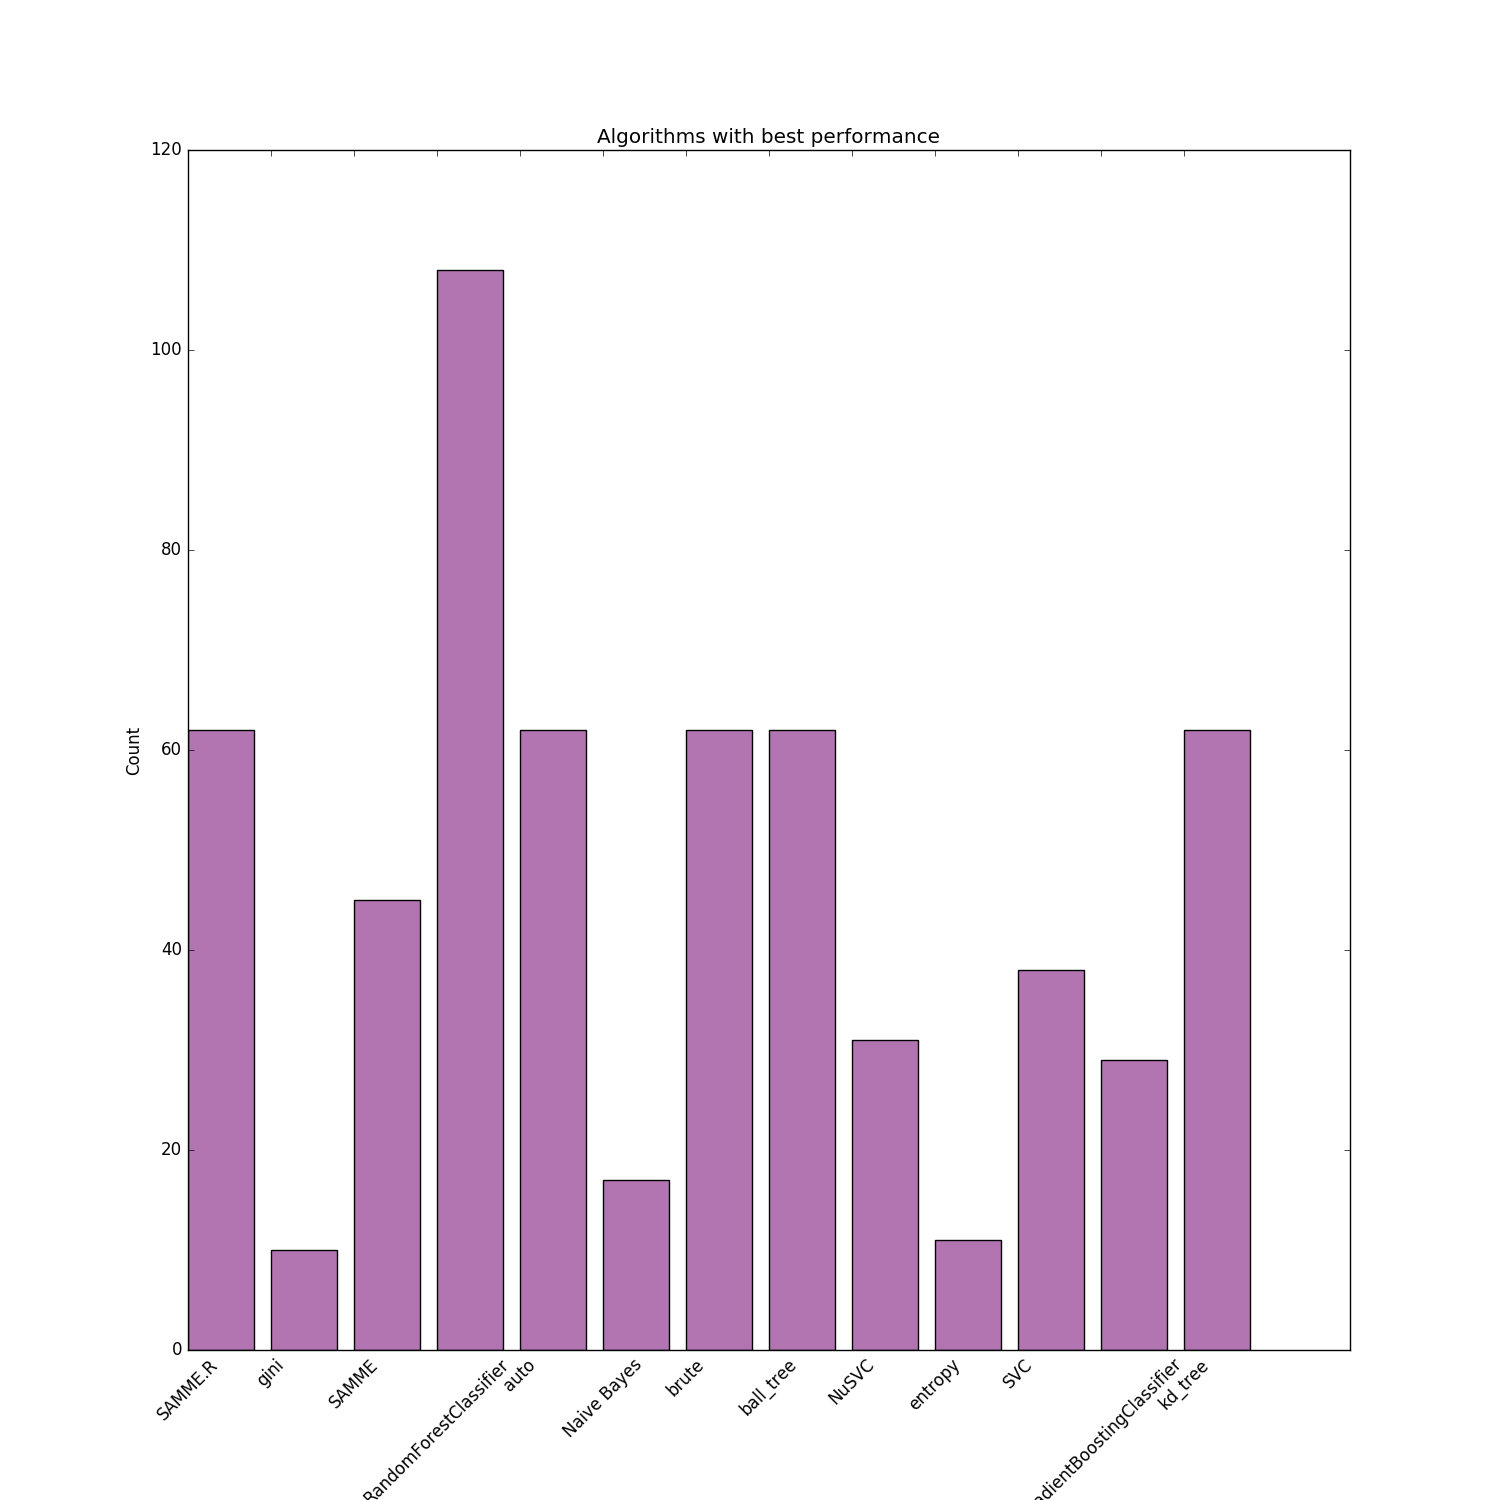 Algorithms with best performance
120
100
80
60
40
20
0
Count
SAMME.R
gini
SAMME
RandomForestClassifier
auto
Naive Bayes
brute
ball_tree
NuSVC
entropy
SVC
adientBoostingClassifier
kd_tree